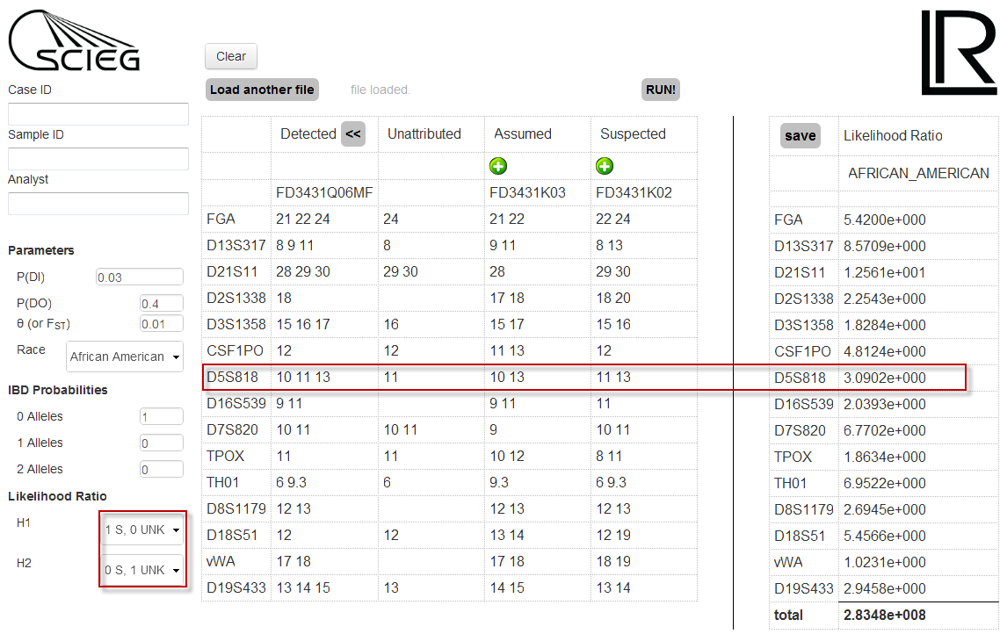 SCIEG
Clear
LR
Load another file file loaded. RUN!
Case ID
Sample ID
Analyst
Parameters
P(DI) 0.03
P(DO) 0.4
θ (or FST) 0.01
Race African American
IBD Probabilities
0 Alleles 1
1 Alleles 0
2 Alleles 0
Likelihood Ratio
H1 1 S, 0 UNK
H2 0 S, 1 UNK
Detected << Unattributed Assumed Suspected
FD3431Q06MF FD3431K03 FD3431K02
FGA 21 22 24 24 21 22 22 24
D13S317 8 9 11 8 9 11 8 13
D21S11 28 29 30 29 30 28 29 30
D2S1338 18 17 18 18 20
D3S1358 15 16 17 16 15 17 15 16
CSF1PO 12 12 11 13 12
D5S818 10 11 13 11 10 13 11 13
D16S539 9 11 9 11 11
D7S820 10 11 10 11 9 10 11
TPOX 11 11 10 12 8 11
TH01 6 9.3 6 9.3 6 9.3
D8S1179 12 13 12 13 12 13
D18S51 12 12 13 14 12 19
vWA 17 18 17 18 18 19
D19S433 13 14 15 13 14 15 13 14
save Likelihood Ratio
AFRICAN_AMERICAN
FGA 5.4200e+000
D13S317 8.5709e+000
D21S11 1.2561e+001
D2S1338 2.2543e+000
D3S1358 1.8284e+000
CSF1PO 4.8124e+000
D5S818 3.0902e+000
D16S539 2.0393e+000
D7S820 6.7702e+000
TPOX 1.8634e+000
TH01 6.9522e+000
D8S1179 2.6945e+000
D18S51 5.4566e+000
vWA 1.0231e+000
D19S433 2.9458e+000
total 2.8348e+008